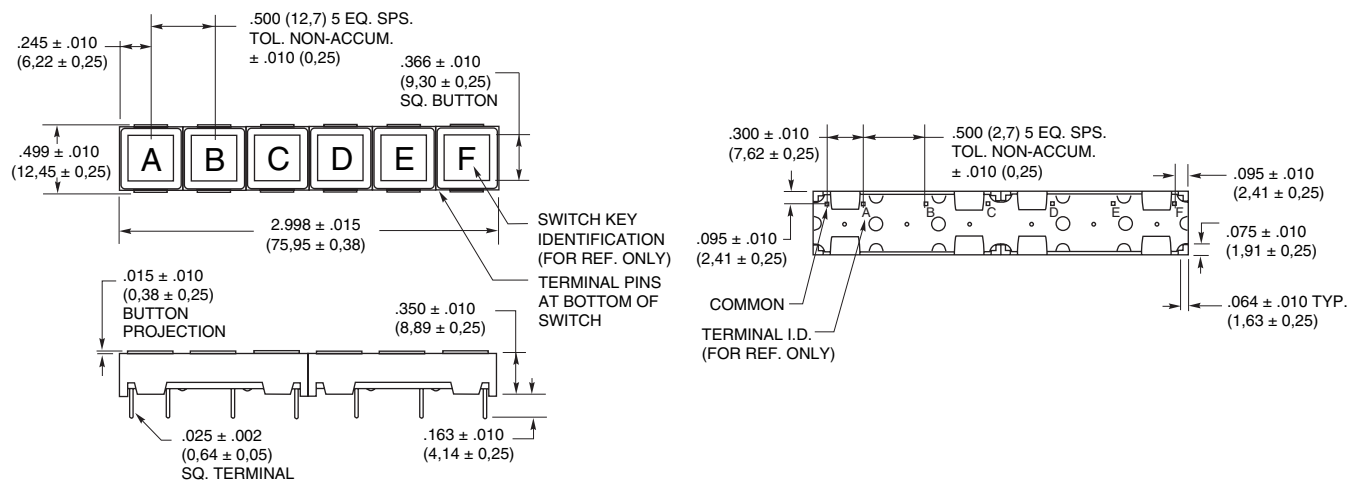 .500 (12,7) 5 EQ. SPS.
TOL. NON-ACCUM.
± .010 (0,25)
.245 ± .010
(6,22 ± 0,25)
.366 ± .010
(9,30 ± 0,25)
SQ. BUTTON
.499 ± .010
(12,45 ± 0,25)
A B C D E F
2.998 ± .015
(75,95 ± 0,38)
SWITCH KEY
IDENTIFICATION
(FOR REF. ONLY)
TERMINAL PINS
AT BOTTOM OF
SWITCH
.015 ± .010
(0,38 ± 0,25)
BUTTON
PROJECTION
.350 ± .010
(8,89 ± 0,25)
.025 ± .002
(0,64 ± 0,05)
SQ. TERMINAL
.163 ± .010
(4,14 ± 0,25)
.300 ± .010
(7,62 ± 0,25)
.500 (2,7) 5 EQ. SPS.
TOL. NON-ACCUM.
± .010 (0,25)
.095 ± .010
(2,41 ± 0,25)
A B C D E F
.095 ± .010
(2,41 ± 0,25)
.075 ± .010
(1,91 ± 0,25)
COMMON
TERMINAL I.D.
(FOR REF. ONLY)
.064 ± .010 TYP.
(1,63 ± 0,25)